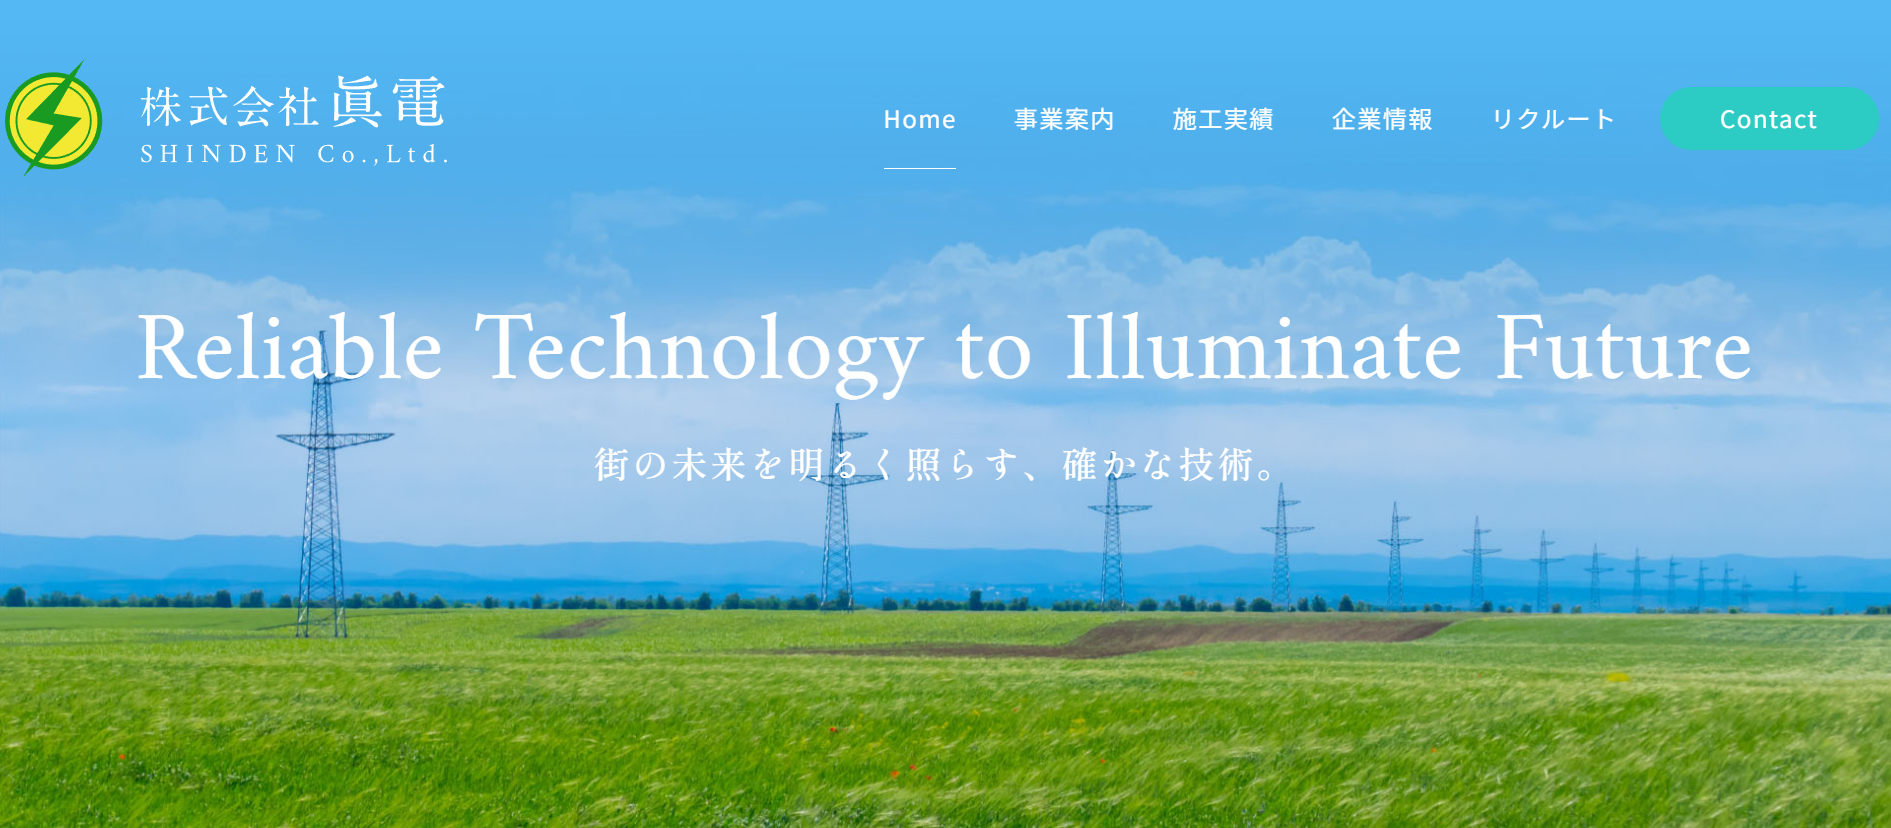 株式会社眞電
SHINDEN Co.,Ltd.
Home 事業案内 施工実績 企業情報 リクルート Contact
Reliable Technology to Illuminate Future
街の未来を明るく照らす、確かな技術。